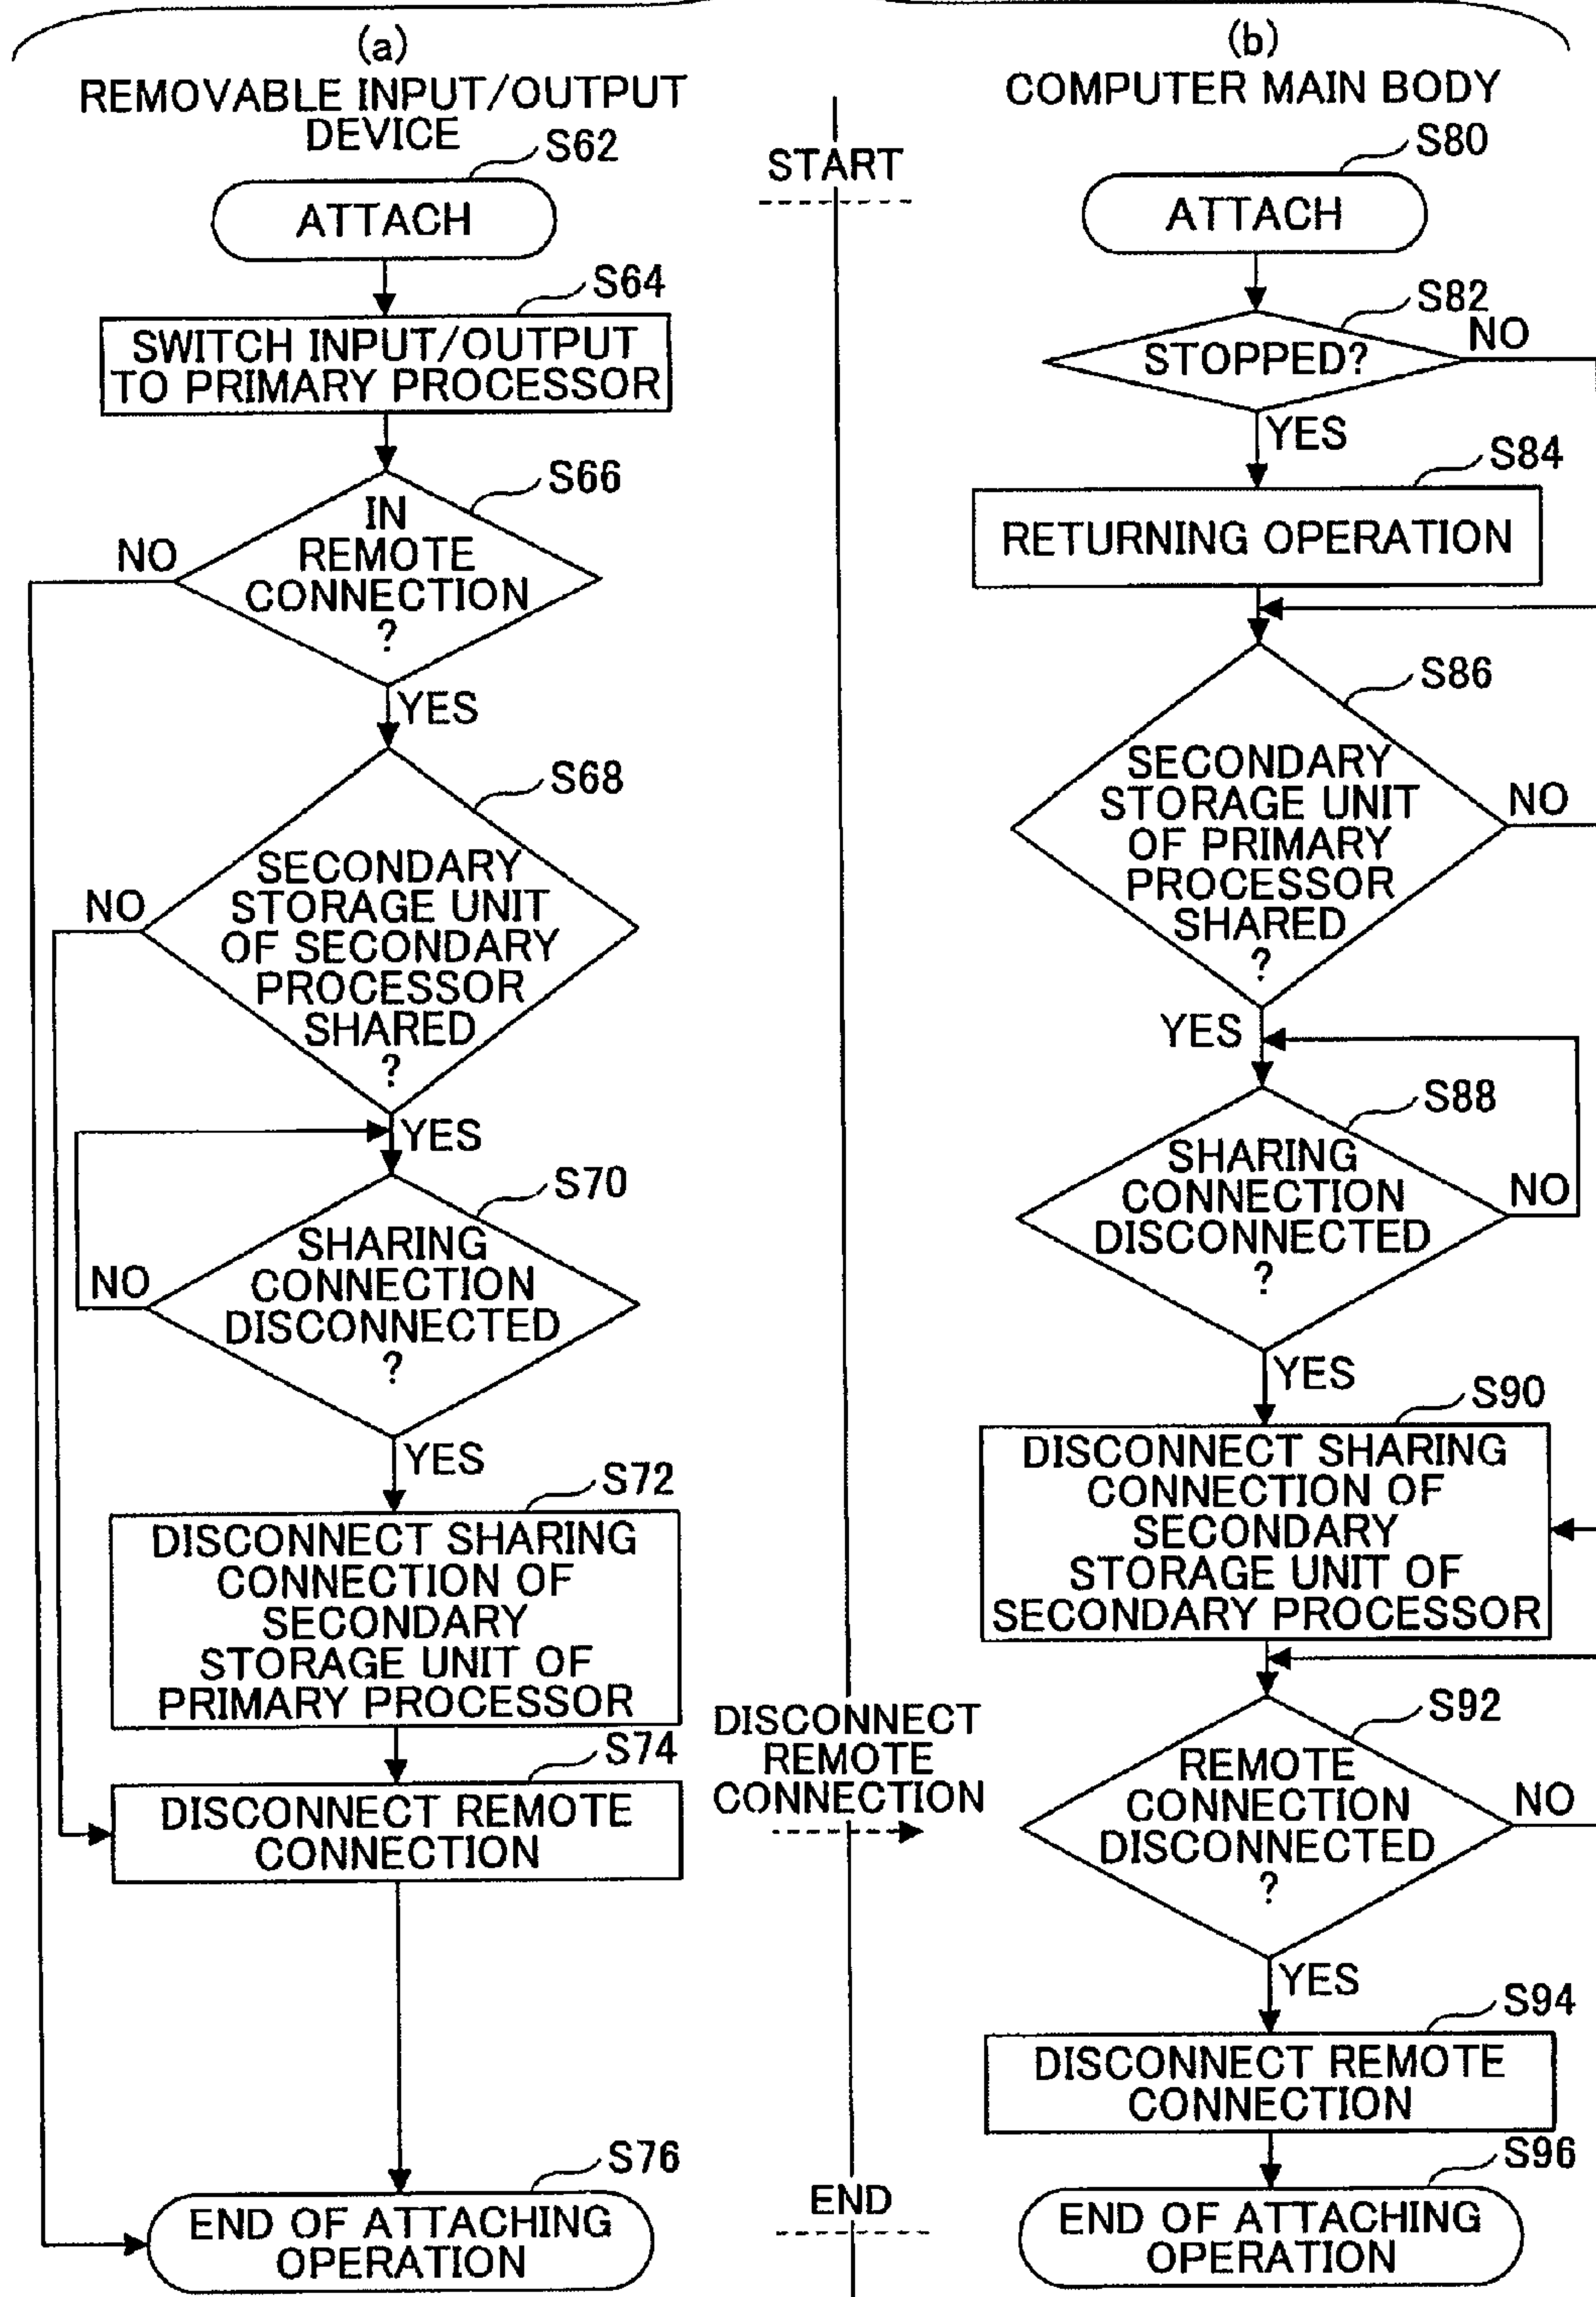 (a)
REMOVABLE INPUT/OUTPUT
DEVICE
S62
ATTACH
S64
SWITCH INPUT/OUTPUT
TO PRIMARY PROCESSOR
S66
IN
REMOTE
CONNECTION
?
NO
YES
S68
SECONDARY
STORAGE UNIT
OF SECONDARY
PROCESSOR
SHARED
?
NO
YES
S70
SHARING
CONNECTION
DISCONNECTED
?
NO
YES
S72
DISCONNECT SHARING
CONNECTION OF
SECONDARY
STORAGE UNIT OF
PRIMARY PROCESSOR
S74
DISCONNECT REMOTE
CONNECTION
S76
END OF ATTACHING
OPERATION
START
DISCONNECT
REMOTE
CONNECTION
END
(b)
COMPUTER MAIN BODY
S80
ATTACH
S82
STOPPED?
NO
YES
S84
RETURNING OPERATION
S86
SECONDARY
STORAGE UNIT
OF PRIMARY
PROCESSOR
SHARED
?
NO
YES
S88
SHARING
CONNECTION
DISCONNECTED
?
NO
YES
S90
DISCONNECT SHARING
CONNECTION OF
SECONDARY
STORAGE UNIT OF
SECONDARY PROCESSOR
S92
REMOTE
CONNECTION
DISCONNECTED
?
NO
YES
S94
DISCONNECT REMOTE
CONNECTION
S96
END OF ATTACHING
OPERATION